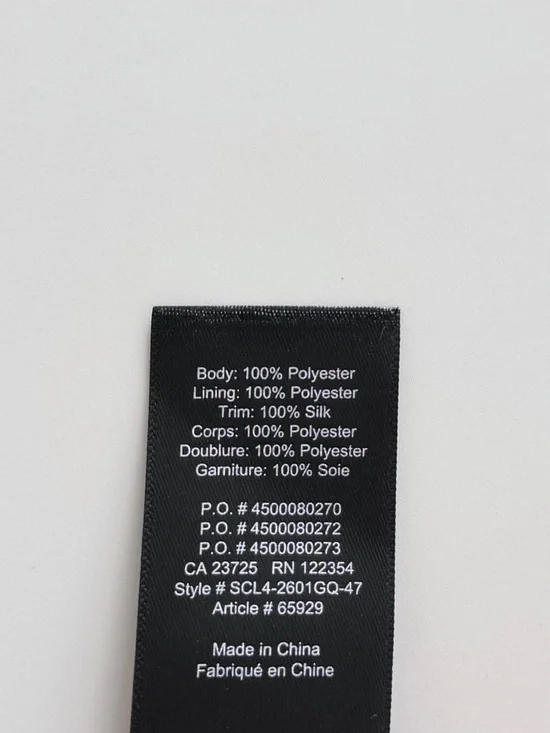 Body: 100% Polyester
Lining: 100% Polyester
Trim: 100% Silk
Corps: 100% Polyester
Doublure: 100% Polyester
Garniture: 100% Soie
P.O. # 4500080270
P.O. # 4500080272
P.O. # 4500080273
CA 23725 RN 122354
Style # SCL4-2601GQ-47
Article # 65929
Made in China
Fabriqué en Chine